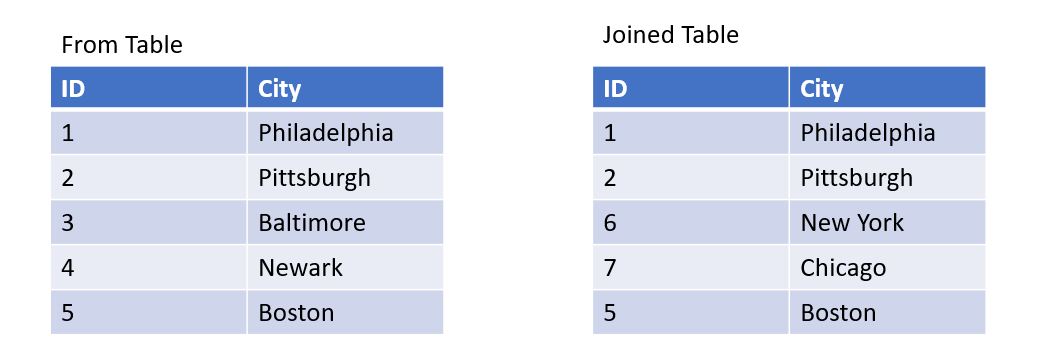 From Table
ID City
1 Philadelphia
2 Pittsburgh
3 Baltimore
4 Newark
5 Boston
Joined Table
ID City
1 Philadelphia
2 Pittsburgh
6 New York
7 Chicago
5 Boston